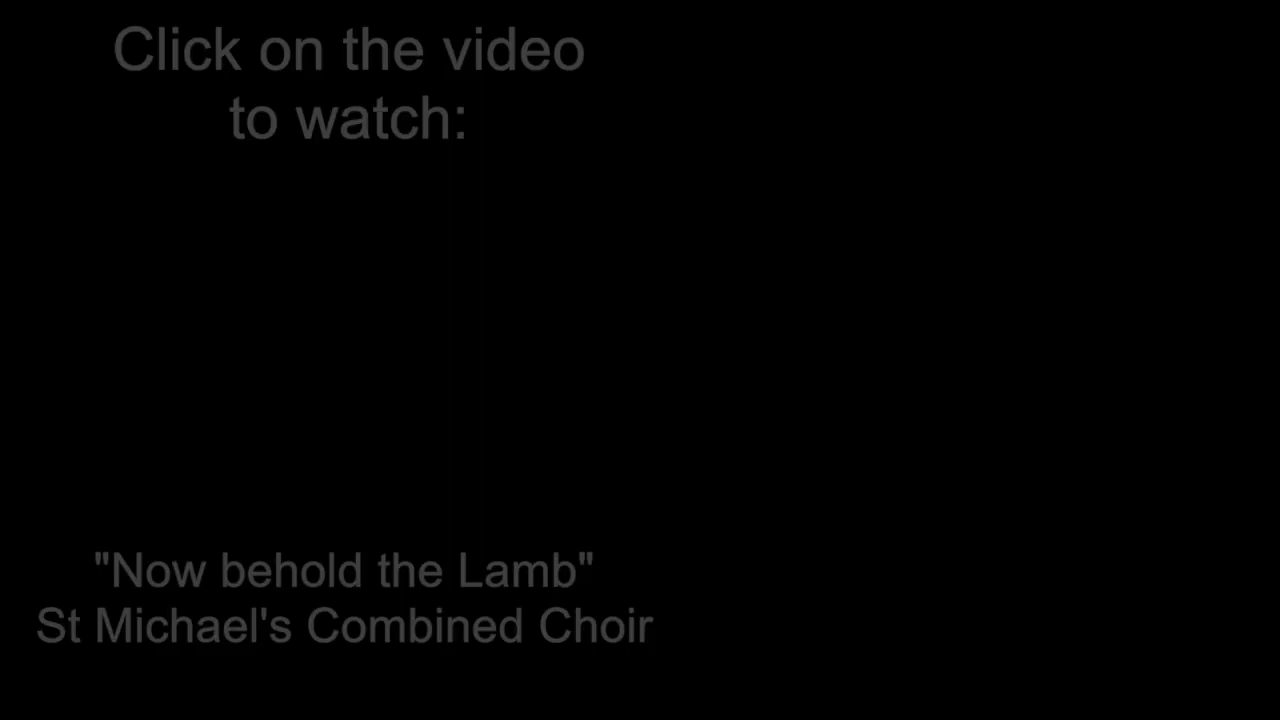 Click on the video
to watch:
"Now behold the Lamb"
St Michael's Combined Choir